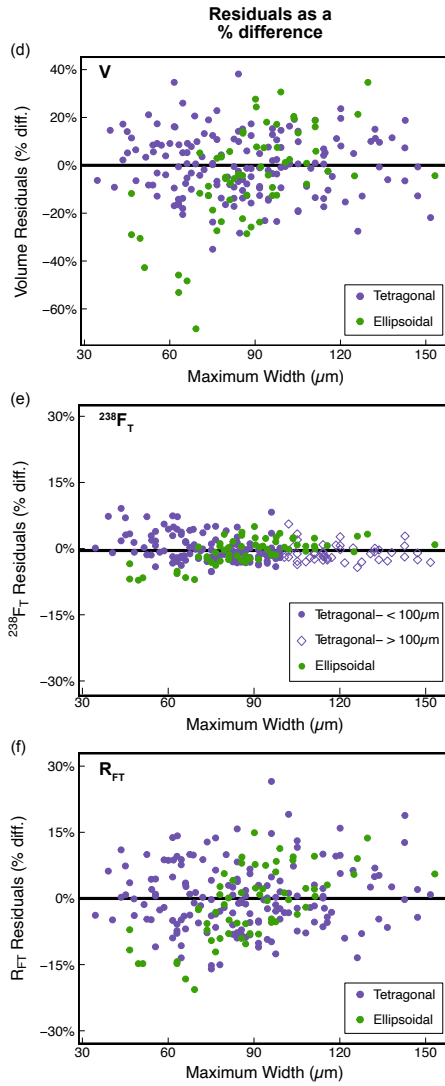 Residuals as a
% difference
(d)
V
40%
20%
0%
−20%
−40%
−60%
Volume Residuals (% diff.)
Tetragonal
Ellipsoidal
30 60 90 120 150
Maximum Width (µm)
(e)
238FT
30%
15%
0%
−15%
−30%
238FT Residuals (% diff.)
Tetragonal− < 100µm
Tetragonal− > 100µm
Ellipsoidal
30 60 90 120 150
Maximum Width (µm)
(f)
RFT
30%
15%
0%
−15%
−30%
RFT Residuals (% diff.)
Tetragonal
Ellipsoidal
30 60 90 120 150
Maximum Width (µm)